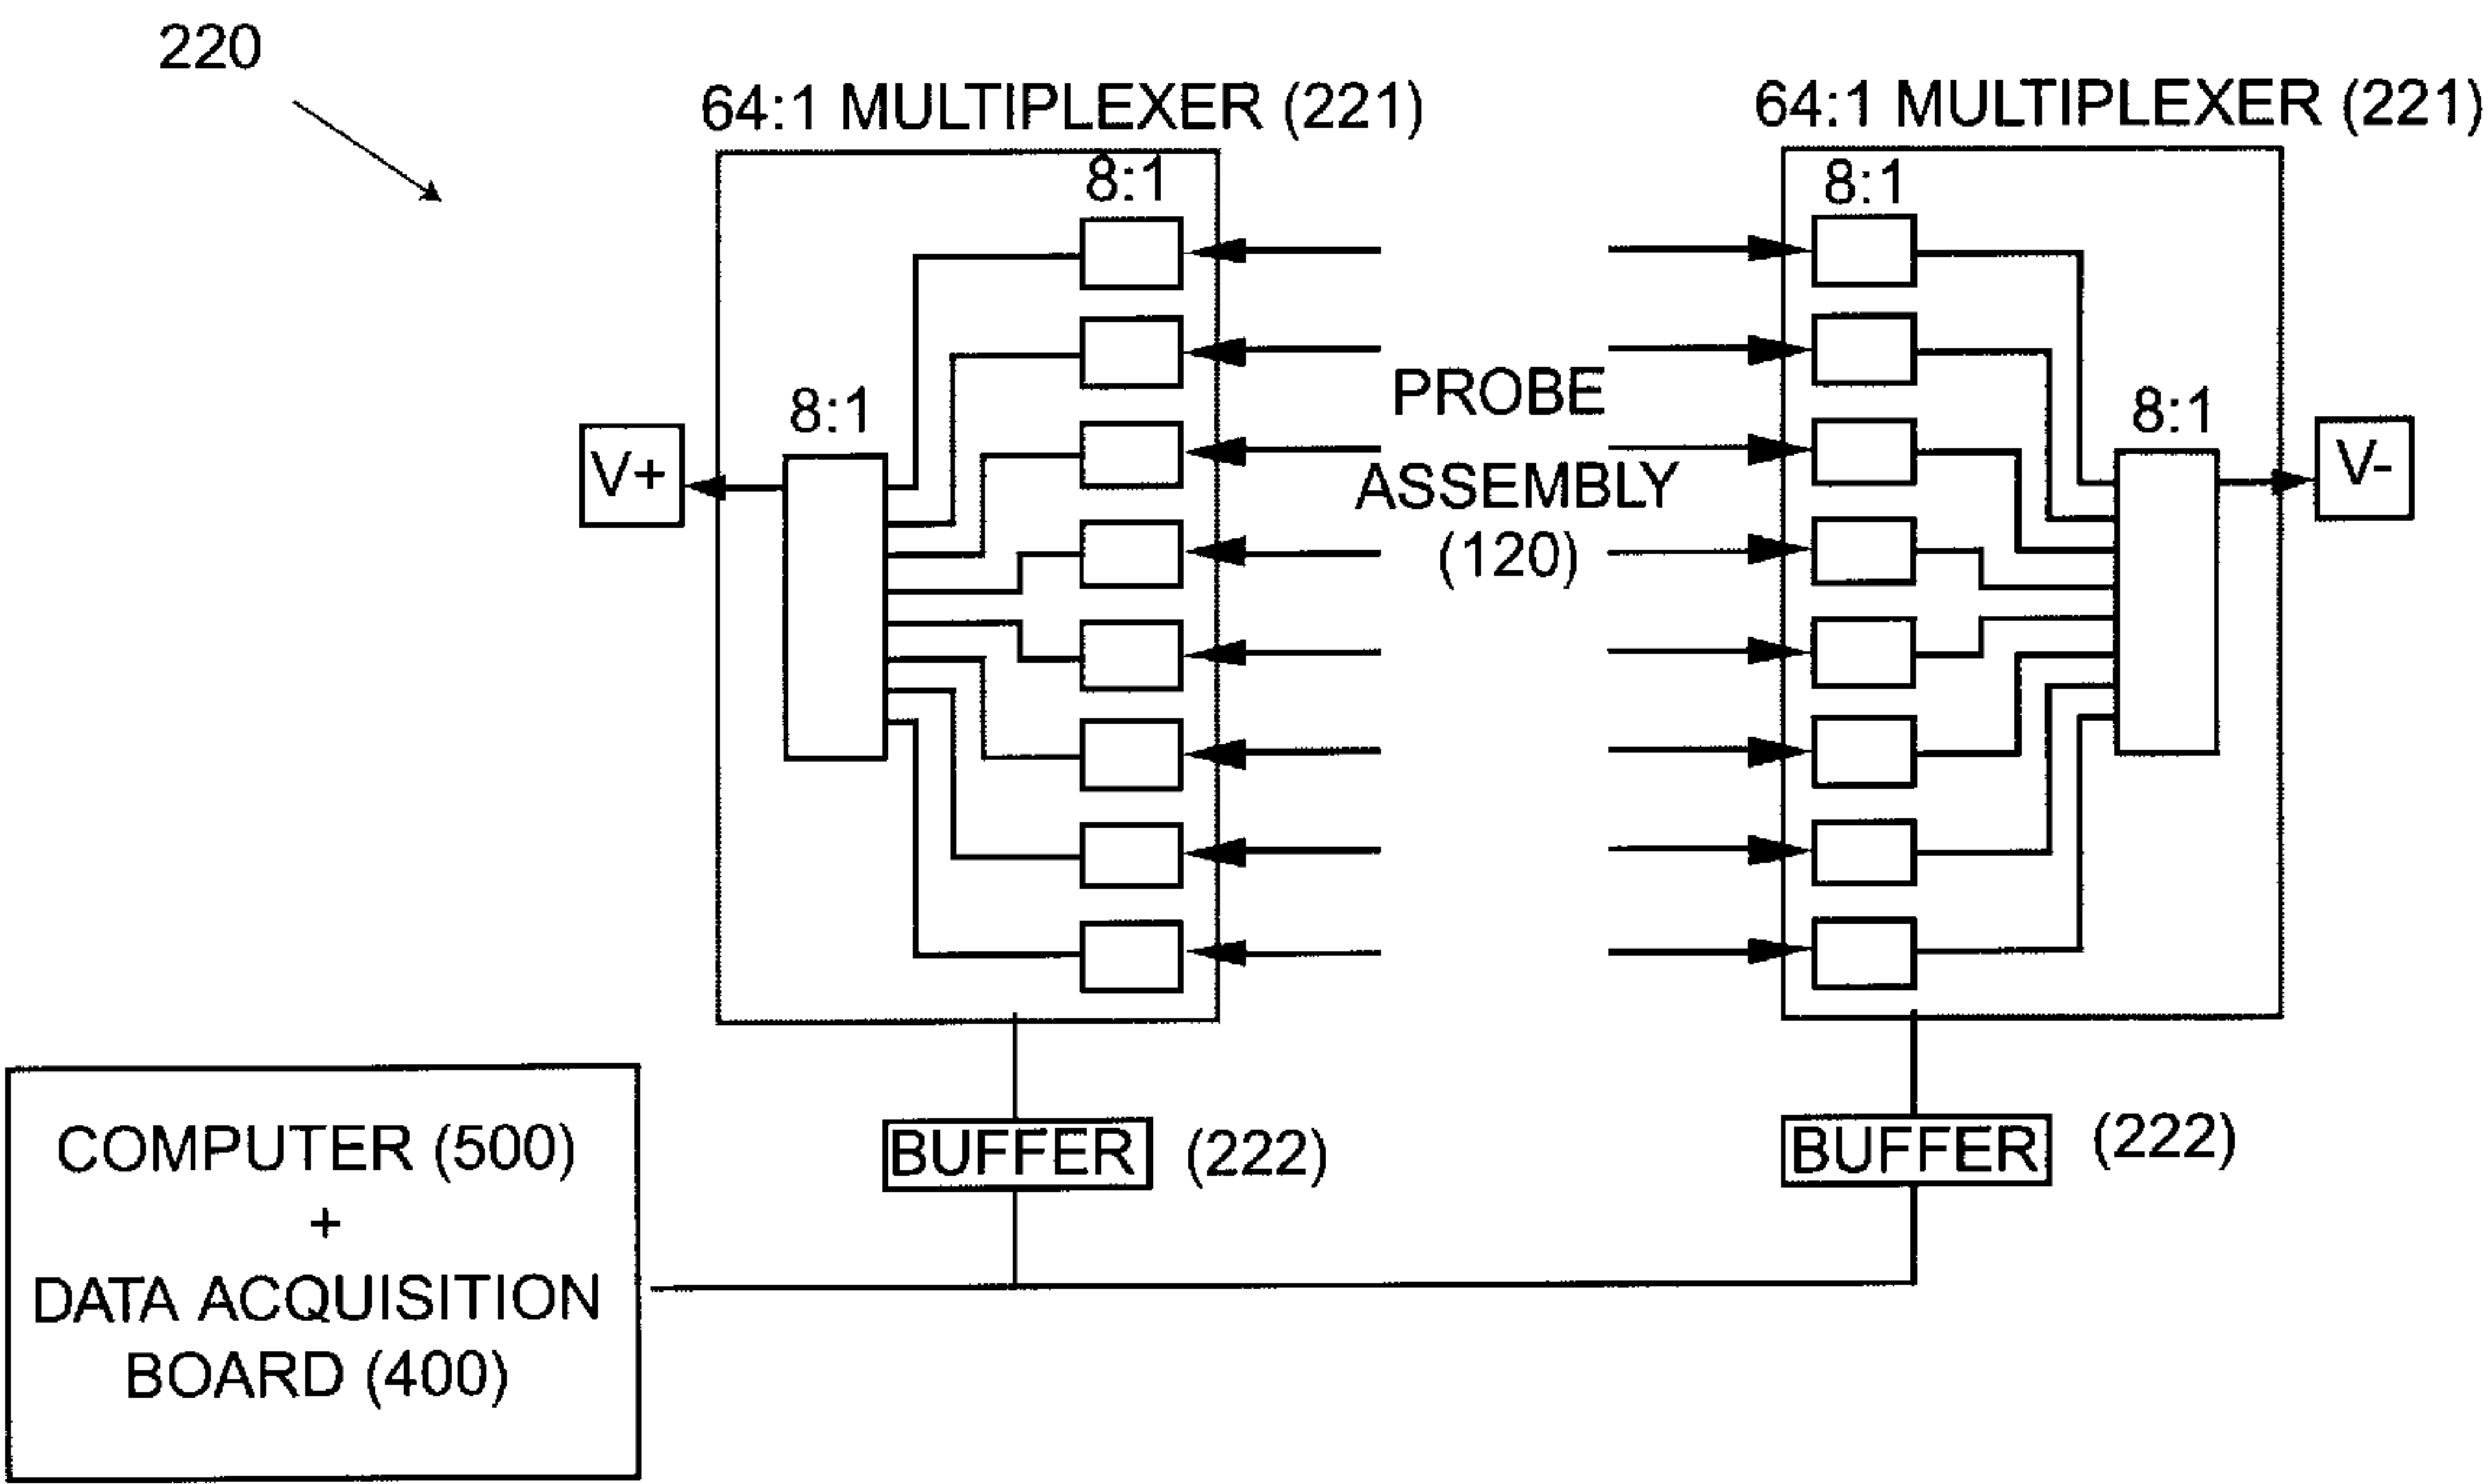 220
64:1 MULTIPLEXER (221)
64:1 MULTIPLEXER (221)
8:1
8:1
8:1
8:1
V+
V-
PROBE
ASSEMBLY
(120)
BUFFER (222)
BUFFER (222)
COMPUTER (500)
+
DATA ACQUISITION
BOARD (400)